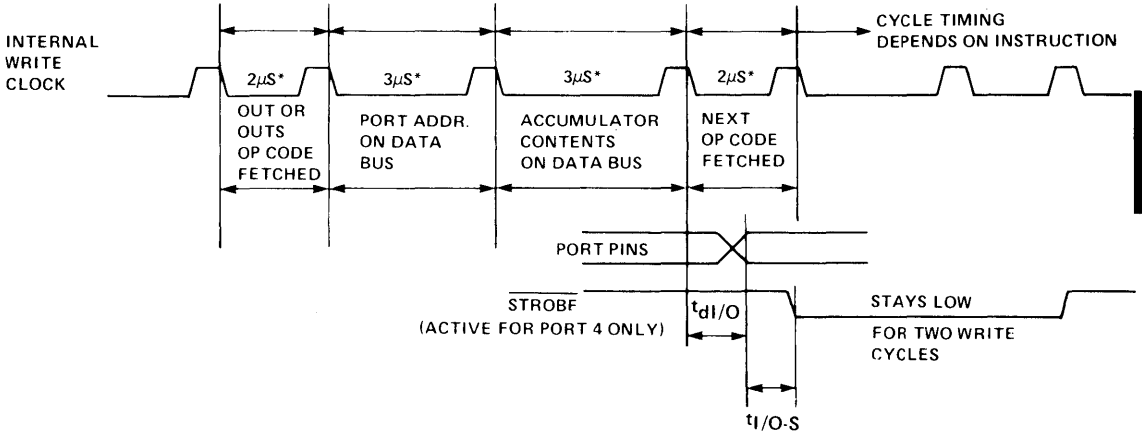 INTERNAL
WRITE
CLOCK
CYCLE TIMING
DEPENDS ON INSTRUCTION
2μS*
3μS*
3μS*
2μS*
OUT OR
OUTS
OP CODE
FETCHED
PORT ADDR.
ON DATA
BUS
ACCUMULATOR
CONTENTS
ON DATA BUS
NEXT
OP CODE
FETCHED
PORT PINS
STROBF
(ACTIVE FOR PORT 4 ONLY)
tdI/O
STAYS LOW
FOR TWO WRITE
CYCLES
tI/O-S